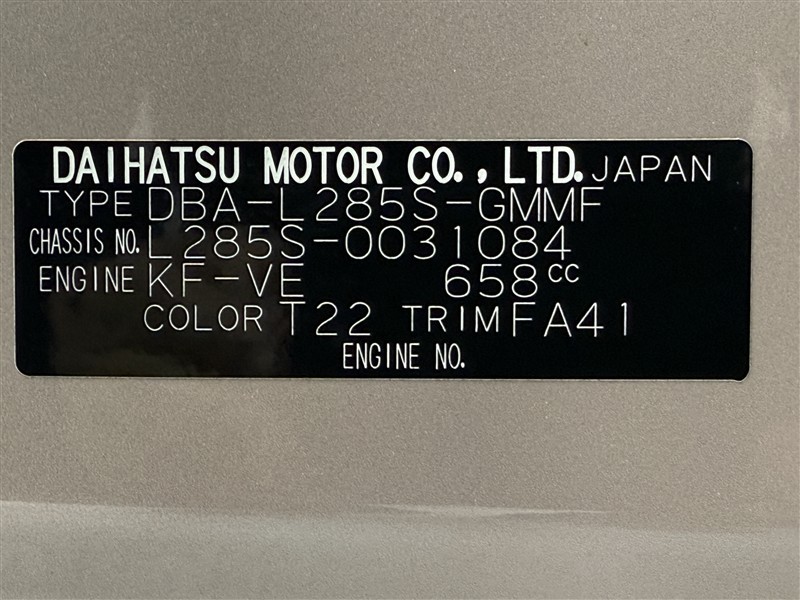 DAIHATSU MOTOR CO., LTD. JAPAN
TYPE DBA-L285S-GMMF
CHASSIS NO. L285S-0031084
ENGINE KF-VE 658cc
COLOR T22 TRIM FA41
ENGINE NO.